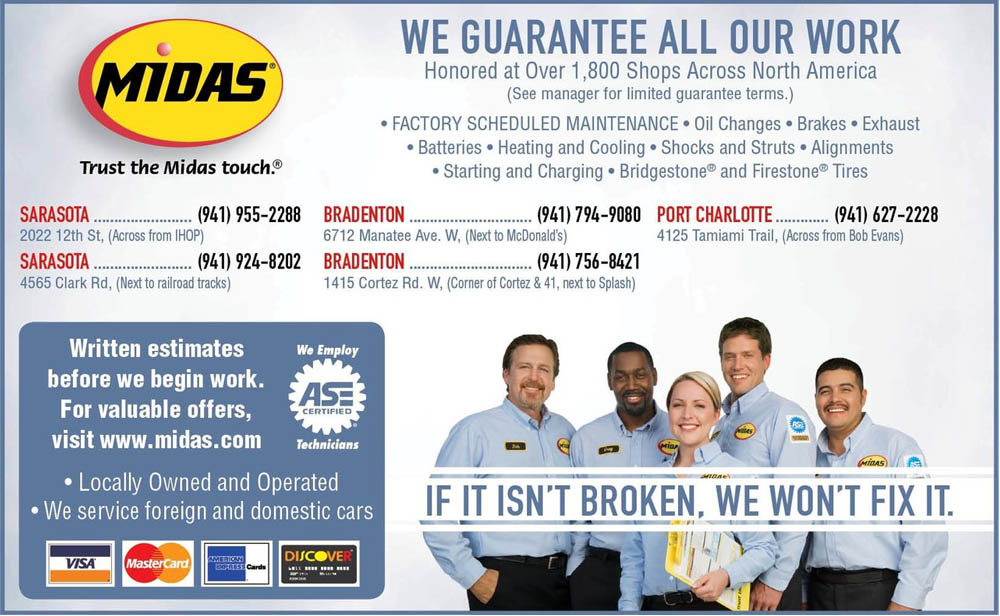 MIDAS®
Trust the Midas touch.®
WE GUARANTEE ALL OUR WORK
Honored at Over 1,800 Shops Across North America
(See manager for limited guarantee terms.)
• FACTORY SCHEDULED MAINTENANCE • Oil Changes • Brakes • Exhaust
• Batteries • Heating and Cooling • Shocks and Struts • Alignments
• Starting and Charging • Bridgestone® and Firestone® Tires
SARASOTA ........................ (941) 955-2288
2022 12th St, (Across from IHOP)
SARASOTA ........................ (941) 924-8202
4565 Clark Rd, (Next to railroad tracks)
BRADENTON .............................. (941) 794-9080
6712 Manatee Ave. W, (Next to McDonald's)
BRADENTON .............................. (941) 756-8421
1415 Cortez Rd. W, (Corner of Cortez & 41, next to Splash)
PORT CHARLOTTE ............. (941) 627-2228
4125 Tamiami Trail, (Across from Bob Evans)
Written estimates
before we begin work.
For valuable offers,
visit www.midas.com
We Employ
ASE
CERTIFIED
Technicians
• Locally Owned and Operated
• We service foreign and domestic cars
VISA
MasterCard
AMERICAN
EXPRESS Cards
DISCOVER
MIDAS
MIDAS
MIDAS
MIDAS
ASE
IF IT ISN'T BROKEN, WE WON'T FIX IT.